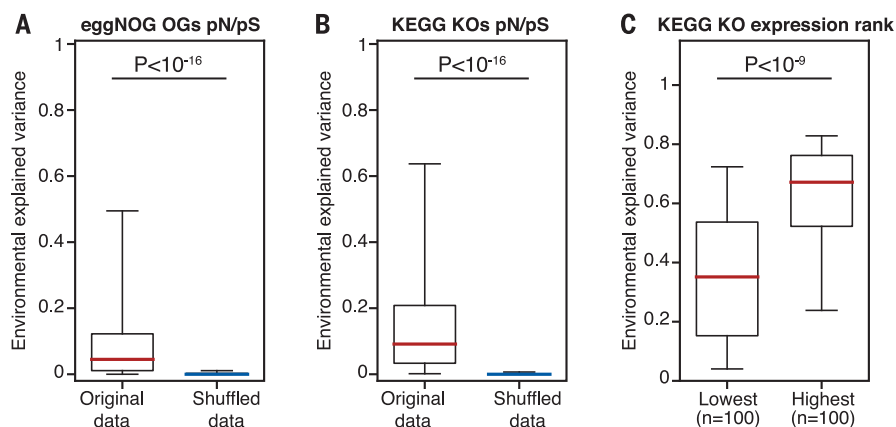 A eggNOG OGs pN/pS
P<10⁻¹⁶
Environmental explained variance
1
0.8
0.6
0.4
0.2
0
Original data
Shuffled data
B KEGG KOs pN/pS
P<10⁻¹⁶
Environmental explained variance
1
0.8
0.6
0.4
0.2
0
Original data
Shuffled data
C KEGG KO expression rank
P<10⁻⁹
Environmental explained variance
1
0.8
0.6
0.4
0.2
0
Lowest (n=100)
Highest (n=100)